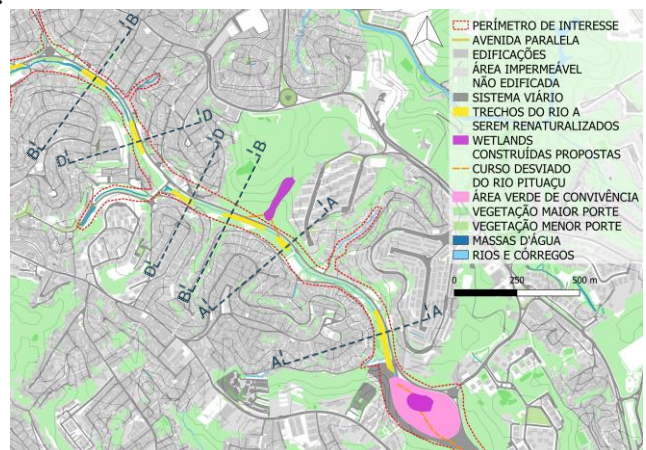 PERÍMETRO DE INTERESSE
AVENIDA PARALELA
EDIFICAÇÕES
ÁREA IMPERMEÁVEL
NÃO EDIFICADA
SISTEMA VIÁRIO
TRECHOS DO RIO A
SEREM RENATURALIZADOS
WETLANDS
CONSTRUÍDAS PROPOSTAS
CURSO DESVIADO
DO RIO PITUAÇU
ÁREA VERDE DE CONVIVÊNCIA
VEGETAÇÃO MAIOR PORTE
VEGETAÇÃO MENOR PORTE
MASSAS D'ÁGUA
RIOS E CÓRREGOS
0 250 500 m
B
B
D
D
D
D
B
B
A
A
A
A